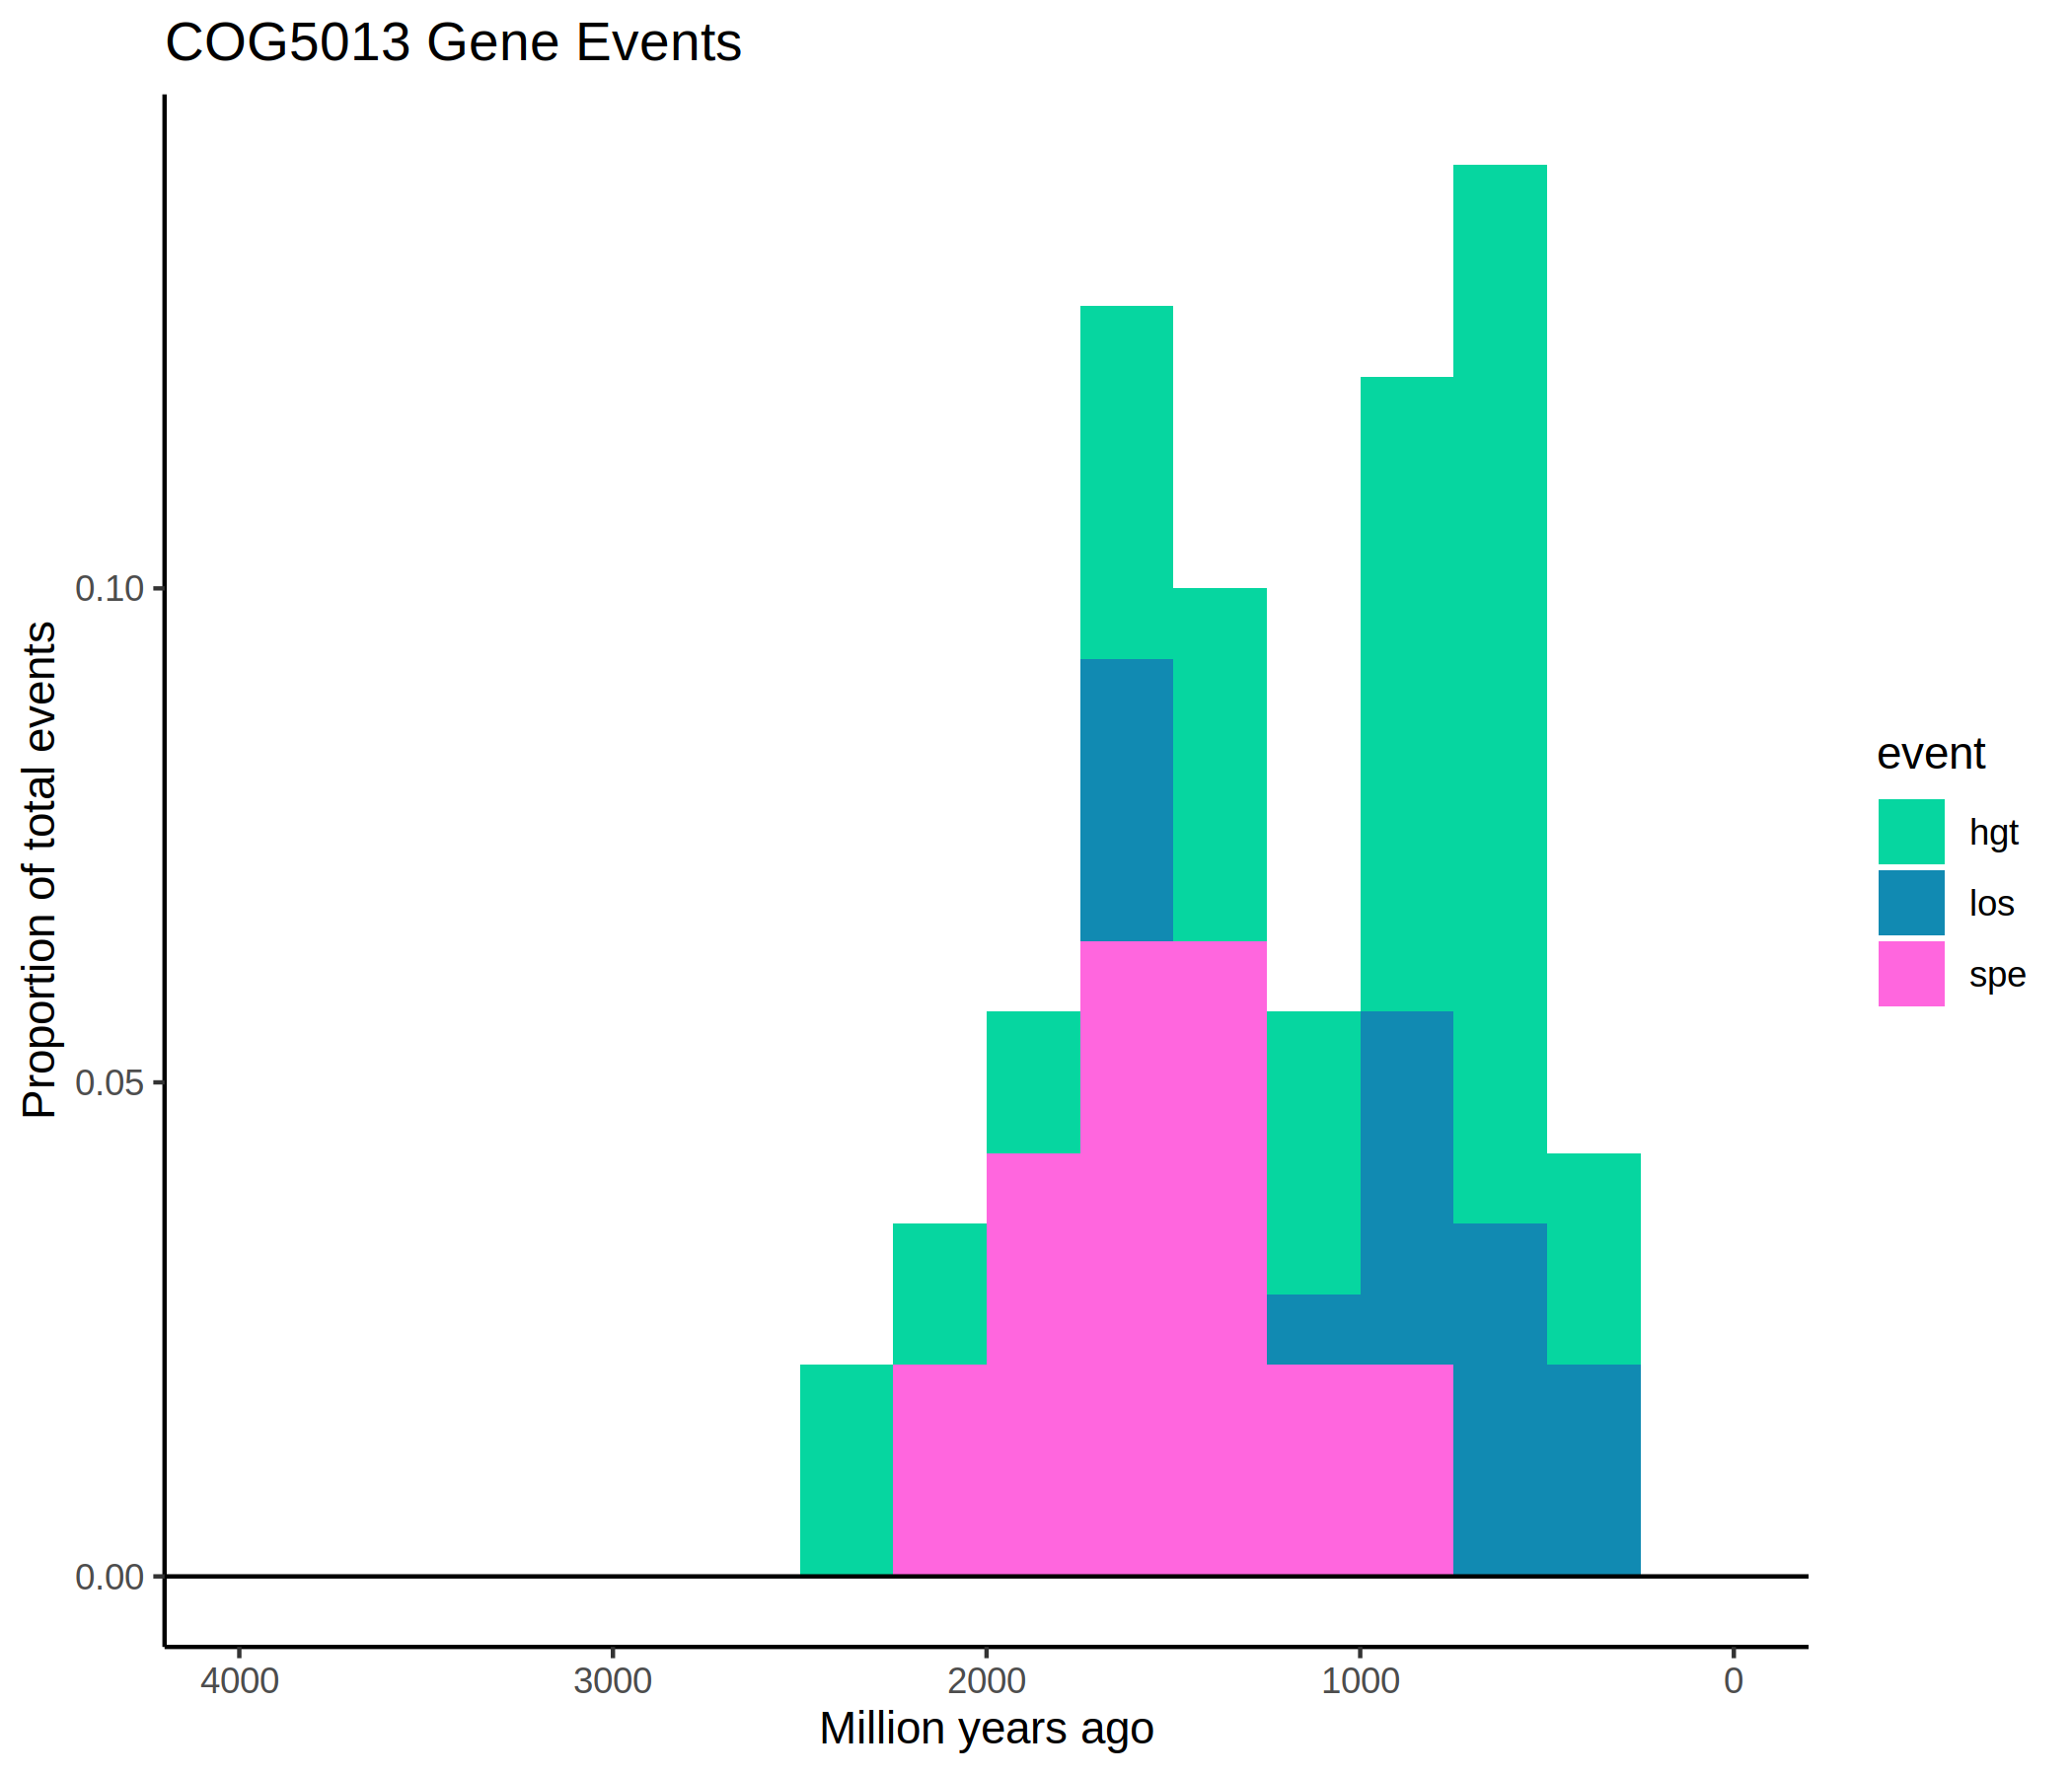 COG5013 Gene Events
Proportion of total events
0.10
0.05
0.00
4000 3000 2000 1000 0
Million years ago
event
hgt
los
spe